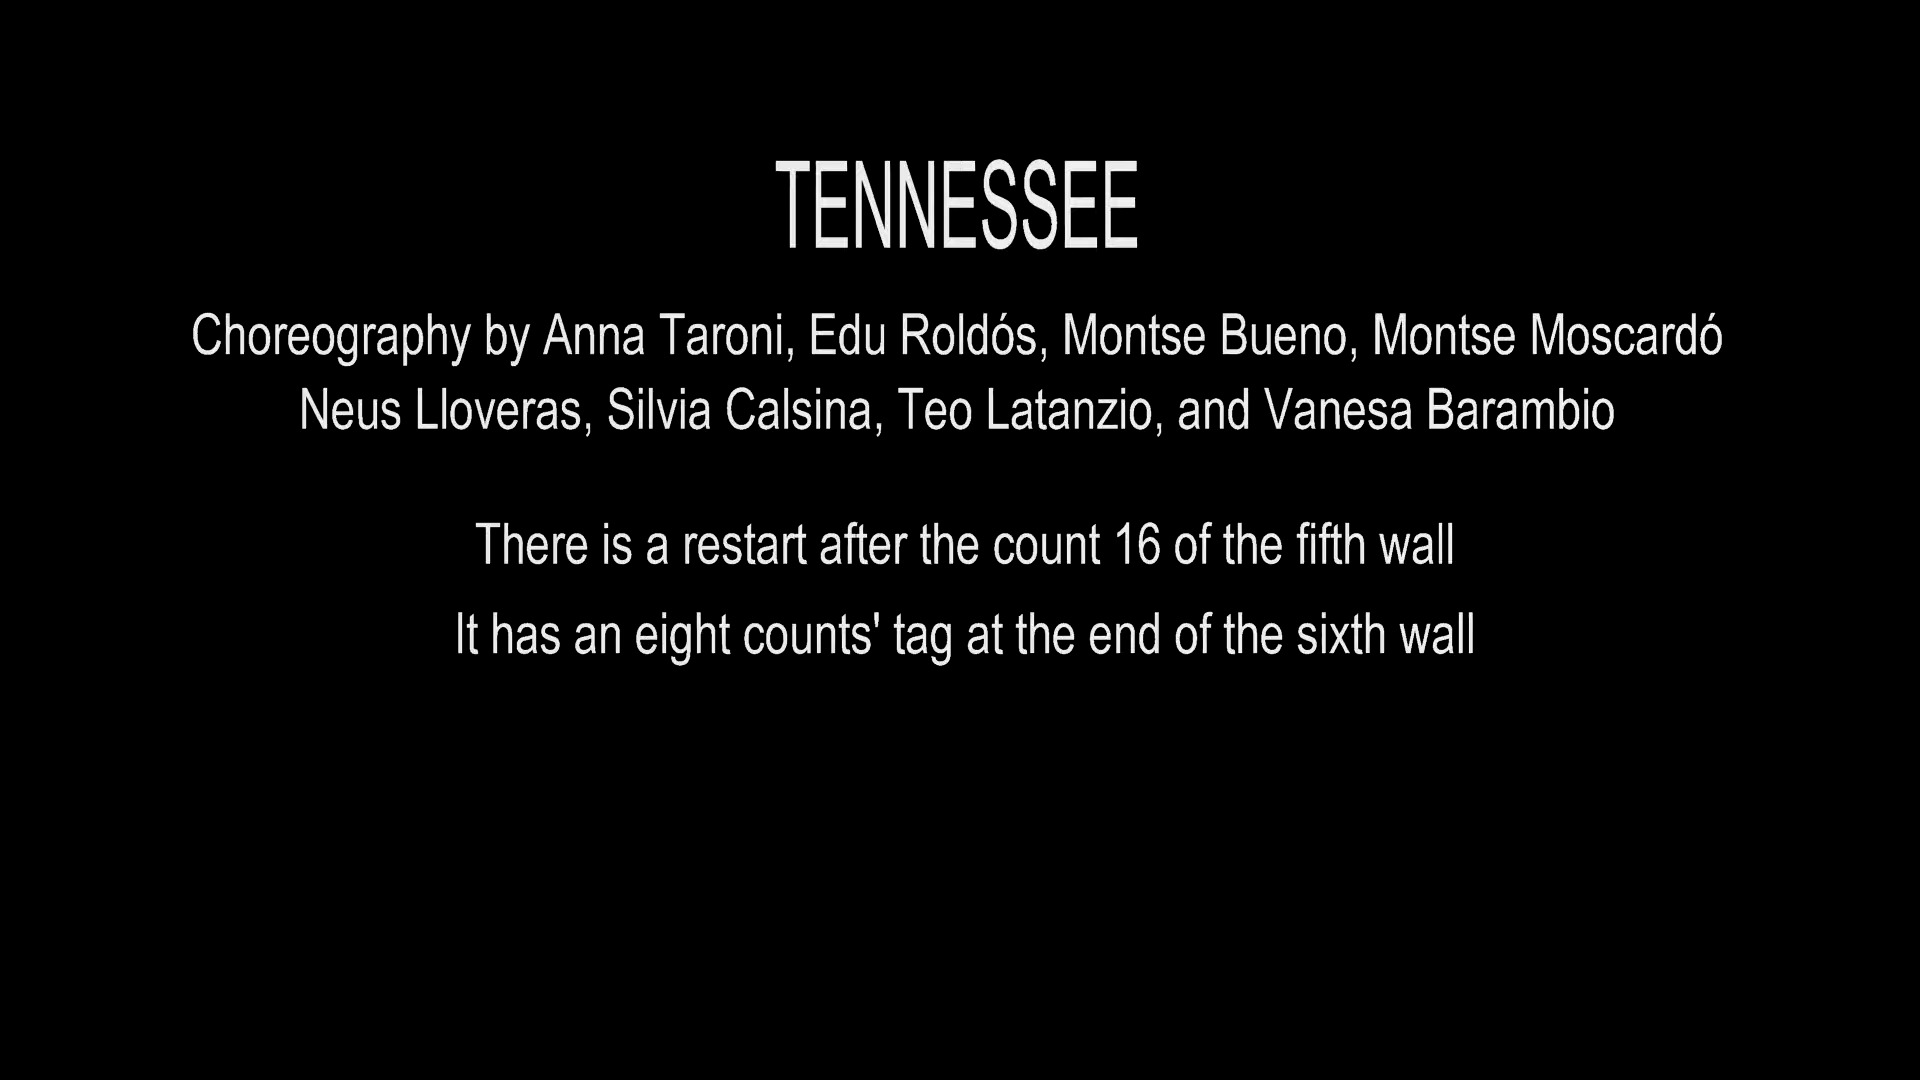 TENNESSEE
Choreography by Anna Taroni, Edu Roldós, Montse Bueno, Montse Moscardó
Neus Lloveras, Silvia Calsina, Teo Latanzio, and Vanesa Barambio
There is a restart after the count 16 of the fifth wall
It has an eight counts' tag at the end of the sixth wall